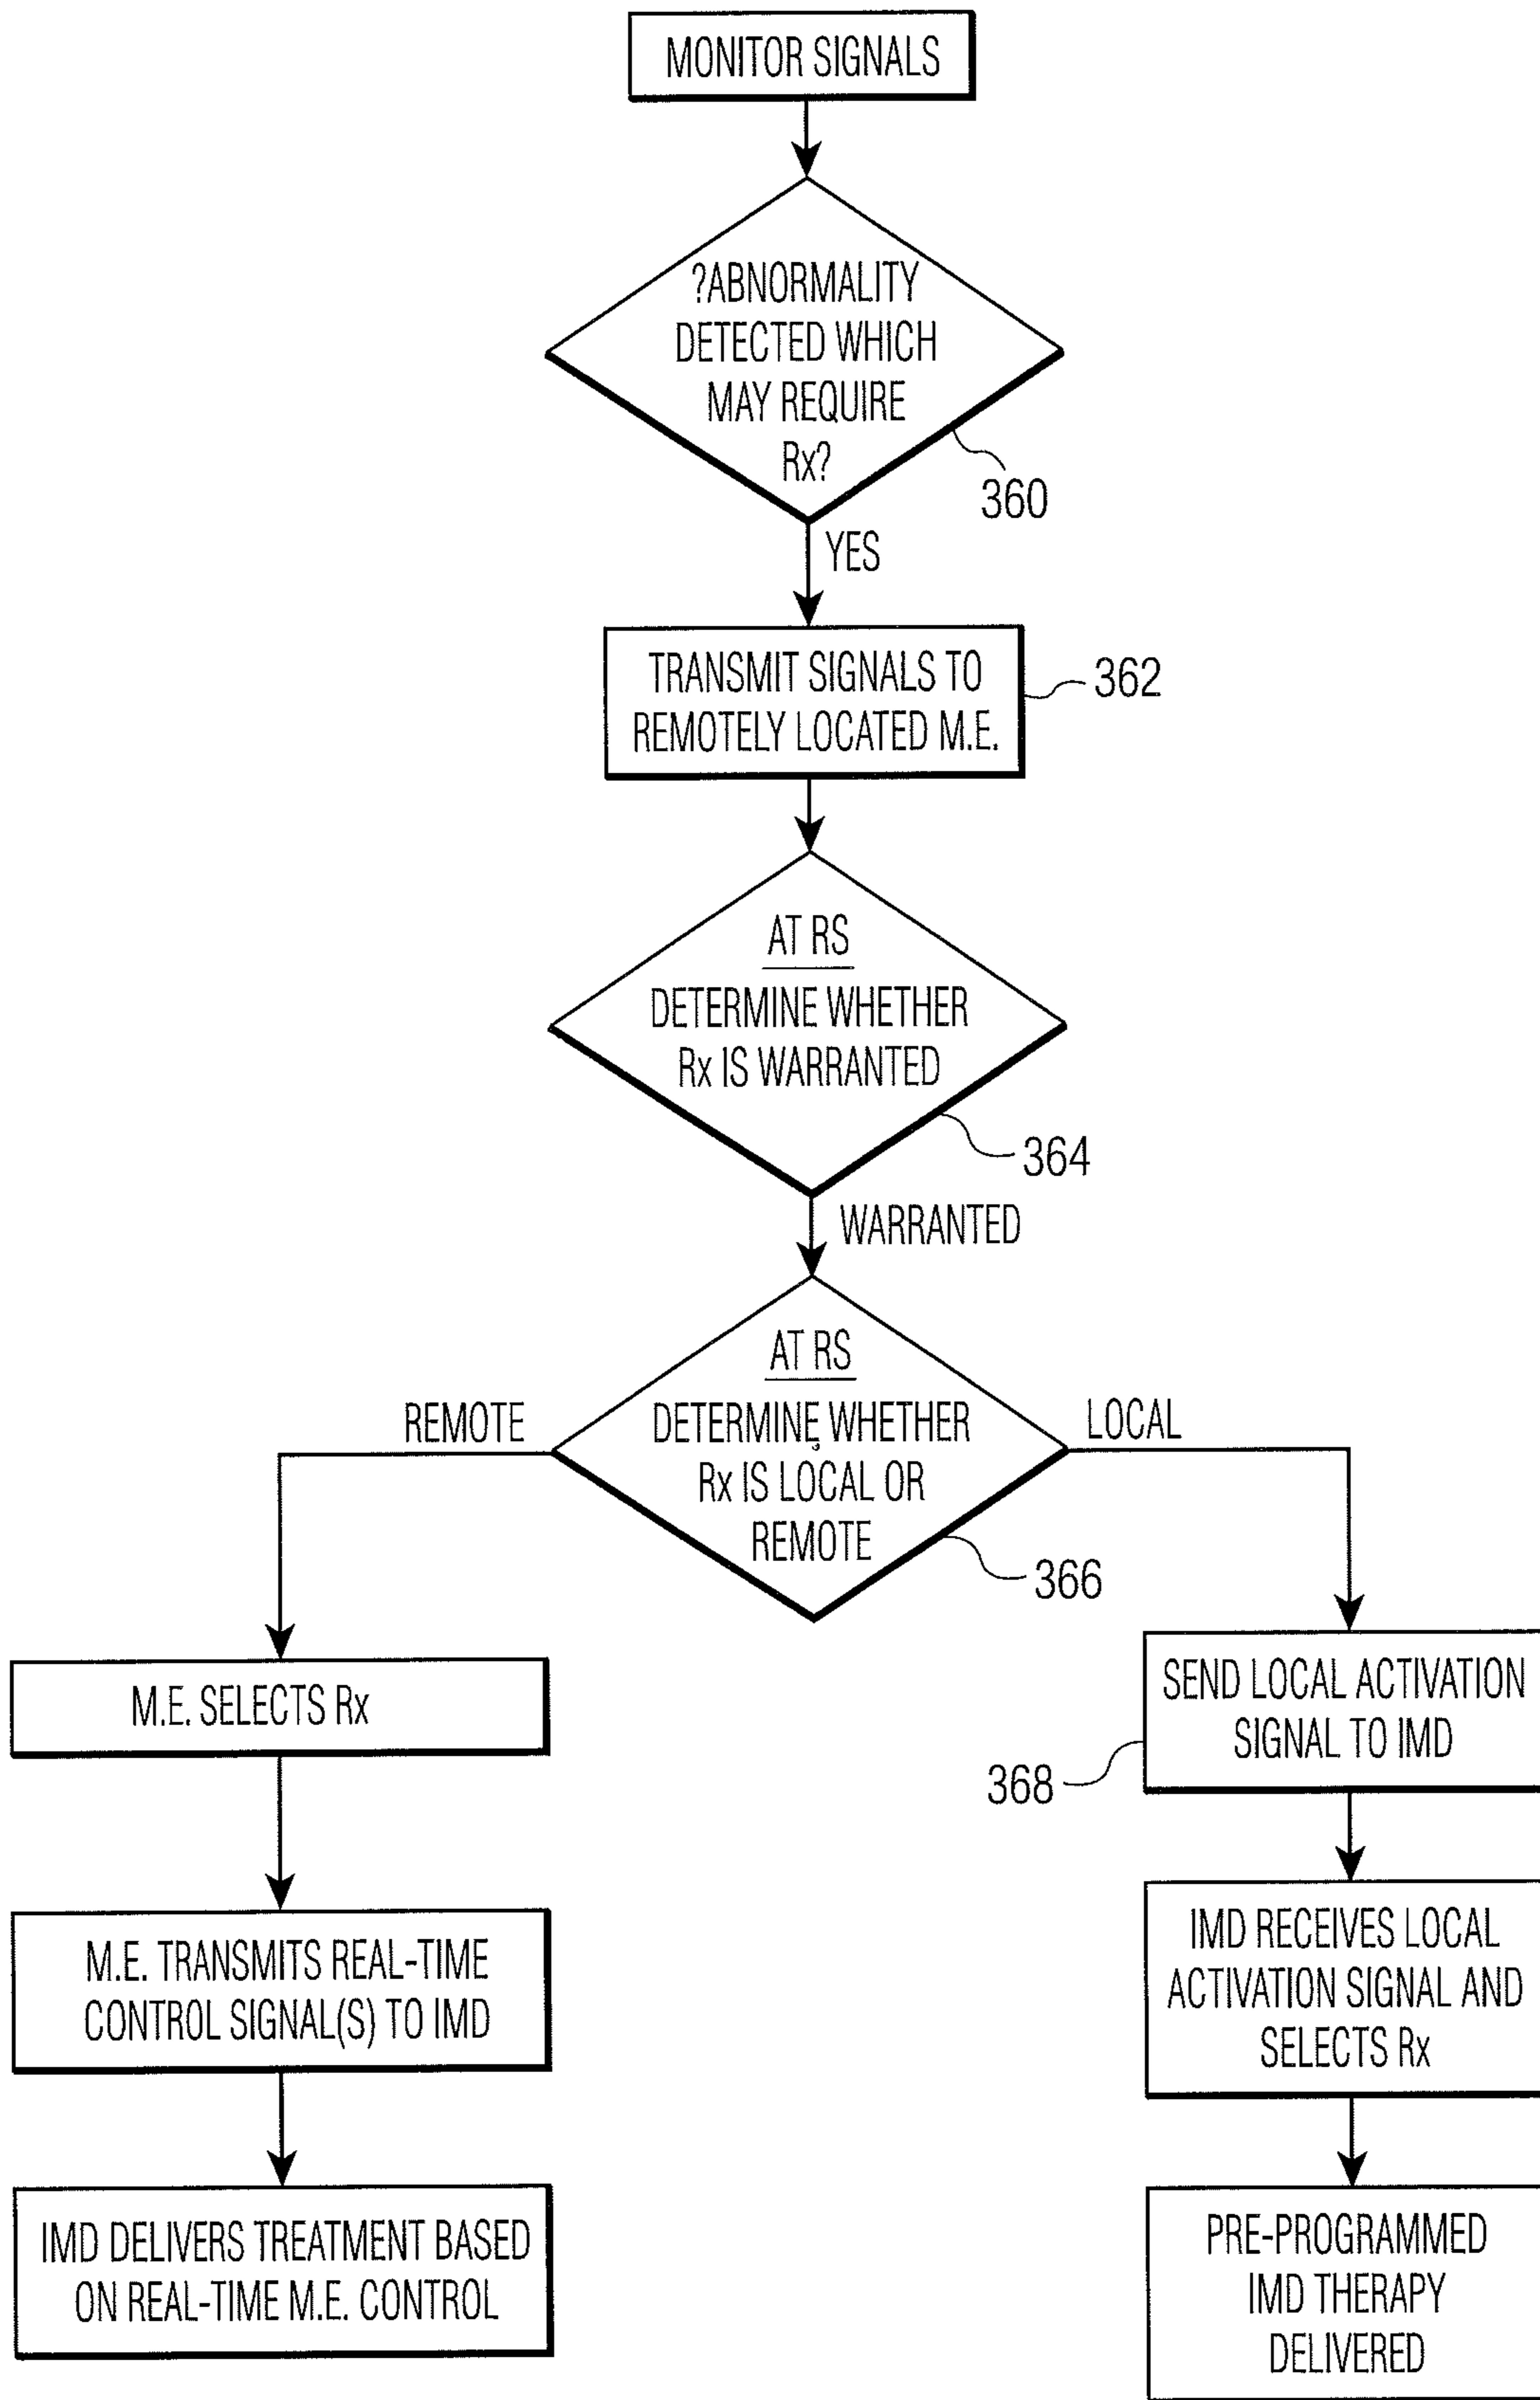 MONITOR SIGNALS
?ABNORMALITY
DETECTED WHICH
MAY REQUIRE
Rx?
360
YES
TRANSMIT SIGNALS TO
REMOTELY LOCATED M.E.
362
AT RS
DETERMINE WHETHER
Rx IS WARRANTED
364
WARRANTED
AT RS
DETERMINE WHETHER
Rx IS LOCAL OR
REMOTE
366
REMOTE
LOCAL
M.E. SELECTS Rx
M.E. TRANSMITS REAL-TIME
CONTROL SIGNAL(S) TO IMD
IMD DELIVERS TREATMENT BASED
ON REAL-TIME M.E. CONTROL
SEND LOCAL ACTIVATION
SIGNAL TO IMD
368
IMD RECEIVES LOCAL
ACTIVATION SIGNAL AND
SELECTS Rx
PRE-PROGRAMMED
IMD THERAPY
DELIVERED